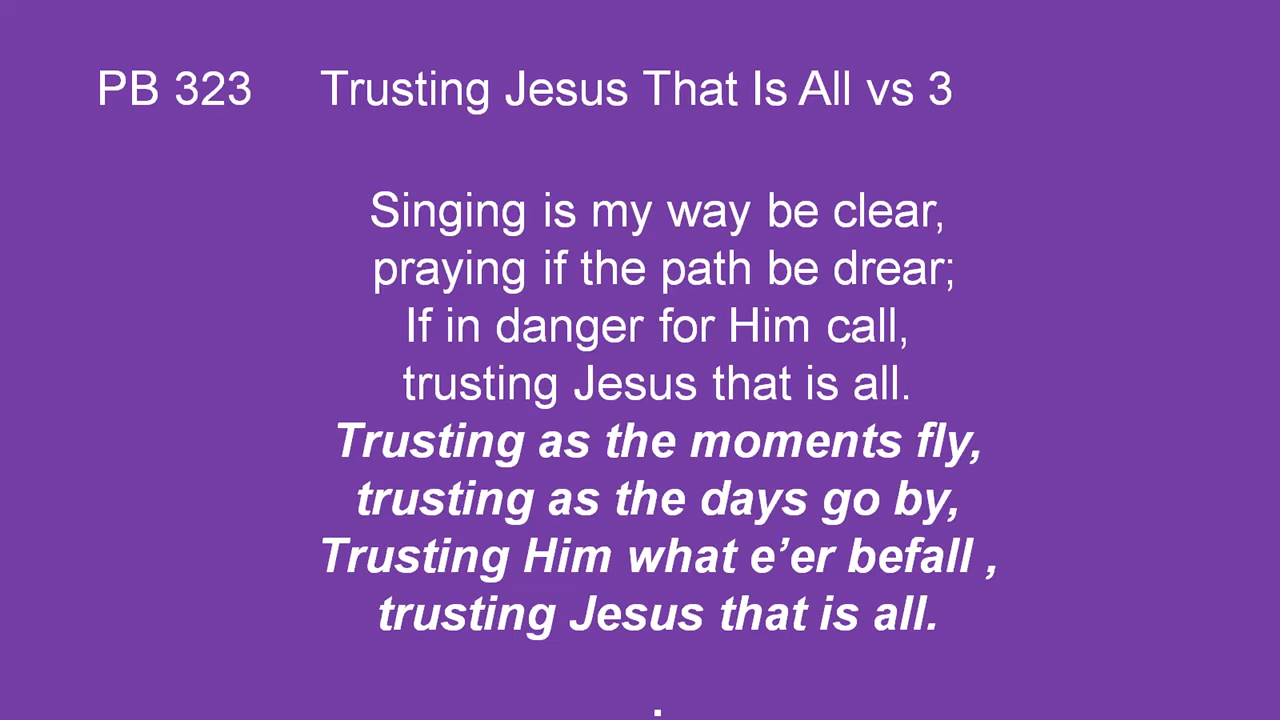 PB 323 Trusting Jesus That Is All vs 3
Singing is my way be clear,
praying if the path be drear;
If in danger for Him call,
trusting Jesus that is all.
Trusting as the moments fly,
trusting as the days go by,
Trusting Him what e’er befall ,
trusting Jesus that is all.
.